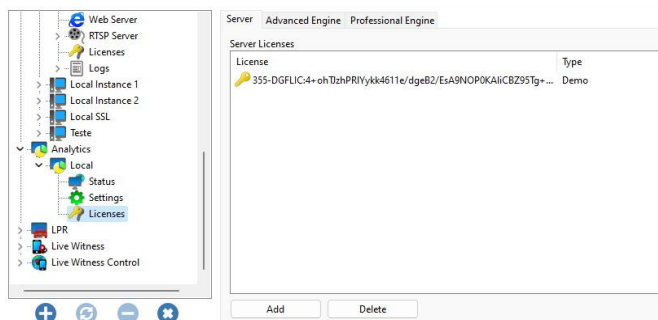 Web Server
RTSP Server
Licenses
Logs
Local Instance 1
Local Instance 2
Local SSL
Teste
Analytics
Local
Status
Settings
Licenses
LPR
Live Witness
Live Witness Control
Server Advanced Engine Professional Engine
Server Licenses
License Type
355-DGFLIC:4+ohTJzhPRIYykk4611e/dgeB2/EsA9NOP0KAliCBZ95Tg+... Demo
Add Delete